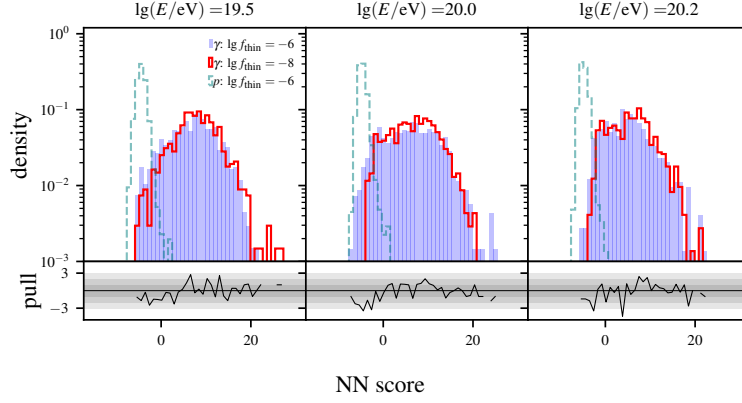 lg(E/eV) = 19.5
lg(E/eV) = 20.0
lg(E/eV) = 20.2
γ: lg f_thin = −6
γ: lg f_thin = −8
p: lg f_thin = −6
density
10⁰
10⁻¹
10⁻²
10⁻³
pull
3
−3
0
20
0
20
0
20
NN score